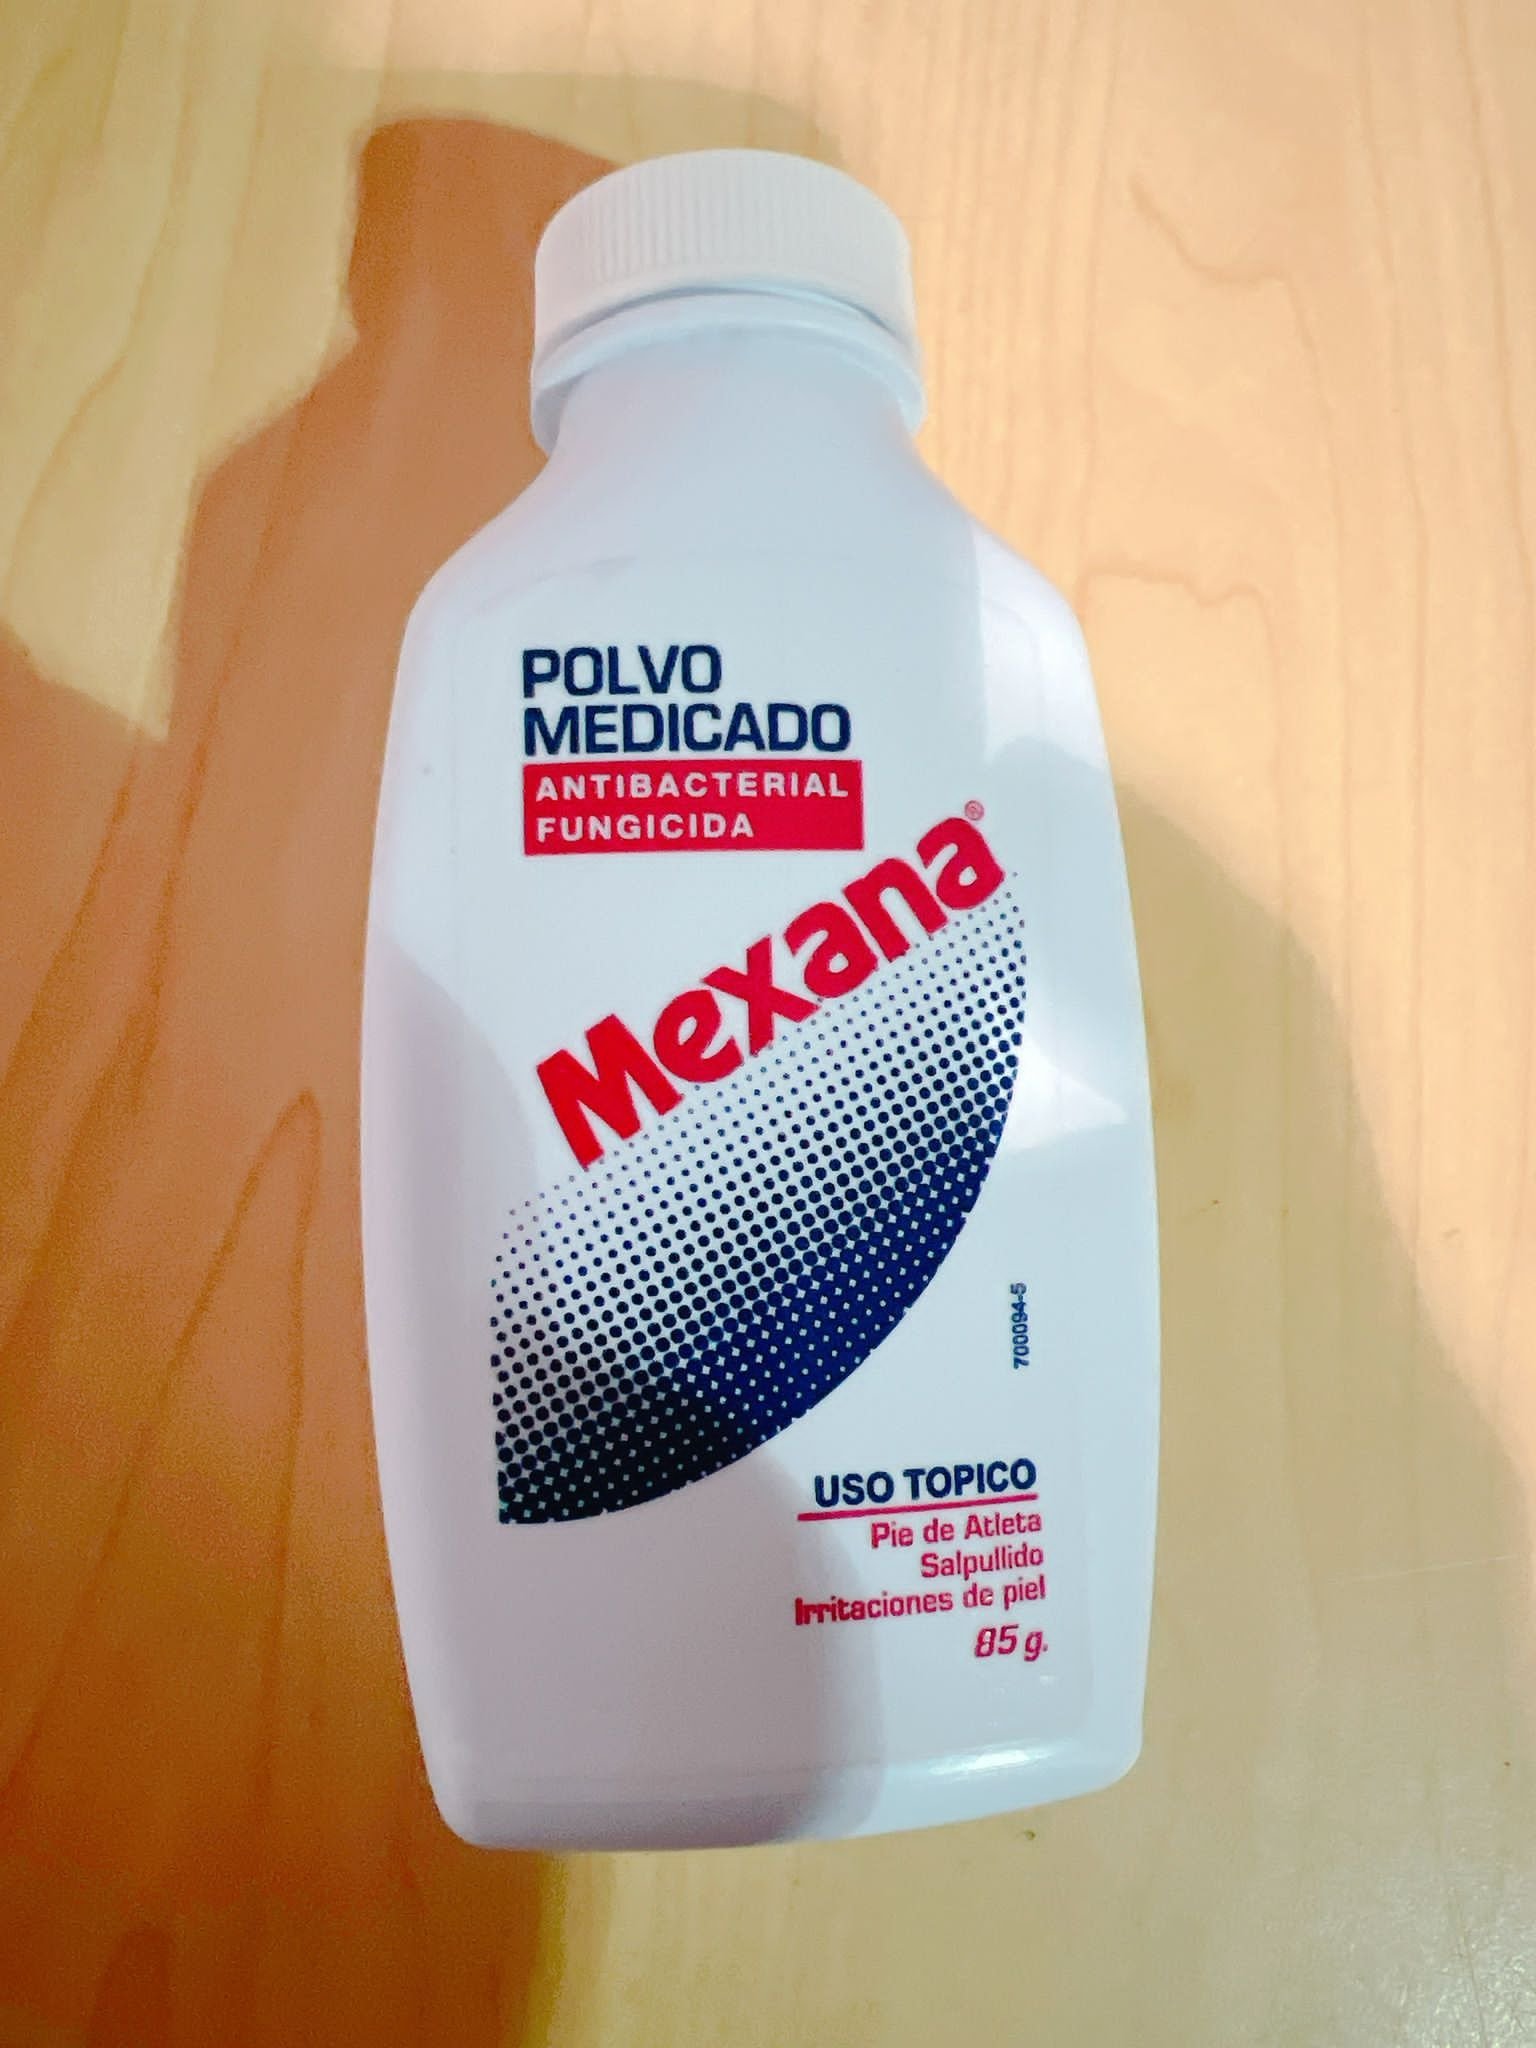 POLVO
MEDICADO
ANTIBACTERIAL
FUNGICIDA
Mexana®
700094-5
USO TOPICO
Pie de Atleta
Salpullido
Irritaciones de piel
85 g.